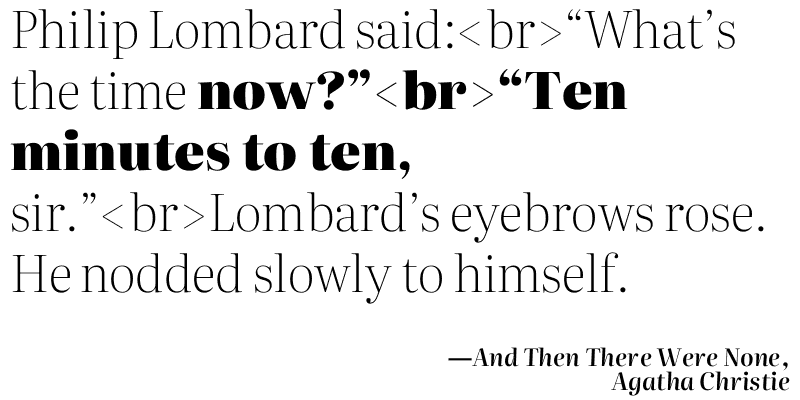 Philip Lombard said:<br>“What’s
the time now?”<br>“Ten
minutes to ten,
sir.”<br>Lombard’s eyebrows rose.
He nodded slowly to himself.
—And Then There Were None,
Agatha Christie